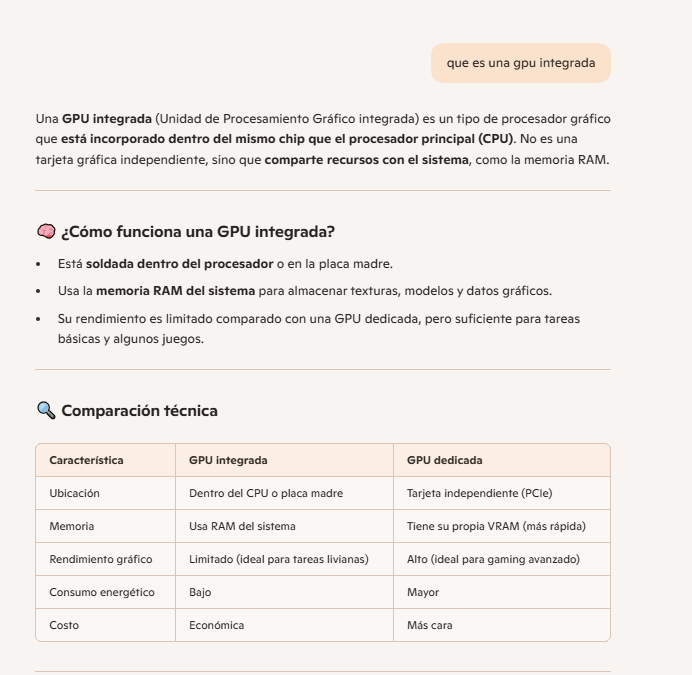 que es una gpu integrada
Una GPU integrada (Unidad de Procesamiento Gráfico integrada) es un tipo de procesador gráfico
que está incorporado dentro del mismo chip que el procesador principal (CPU). No es una
tarjeta gráfica independiente, sino que comparte recursos con el sistema, como la memoria RAM.
¿Cómo funciona una GPU integrada?
• Está soldada dentro del procesador o en la placa madre.
• Usa la memoria RAM del sistema para almacenar texturas, modelos y datos gráficos.
• Su rendimiento es limitado comparado con una GPU dedicada, pero suficiente para tareas
básicas y algunos juegos.
Comparación técnica
Característica GPU integrada GPU dedicada
Ubicación Dentro del CPU o placa madre Tarjeta independiente (PCIe)
Memoria Usa RAM del sistema Tiene su propia VRAM (más rápida)
Rendimiento gráfico Limitado (ideal para tareas livianas) Alto (ideal para gaming avanzado)
Consumo energético Bajo Mayor
Costo Económica Más cara